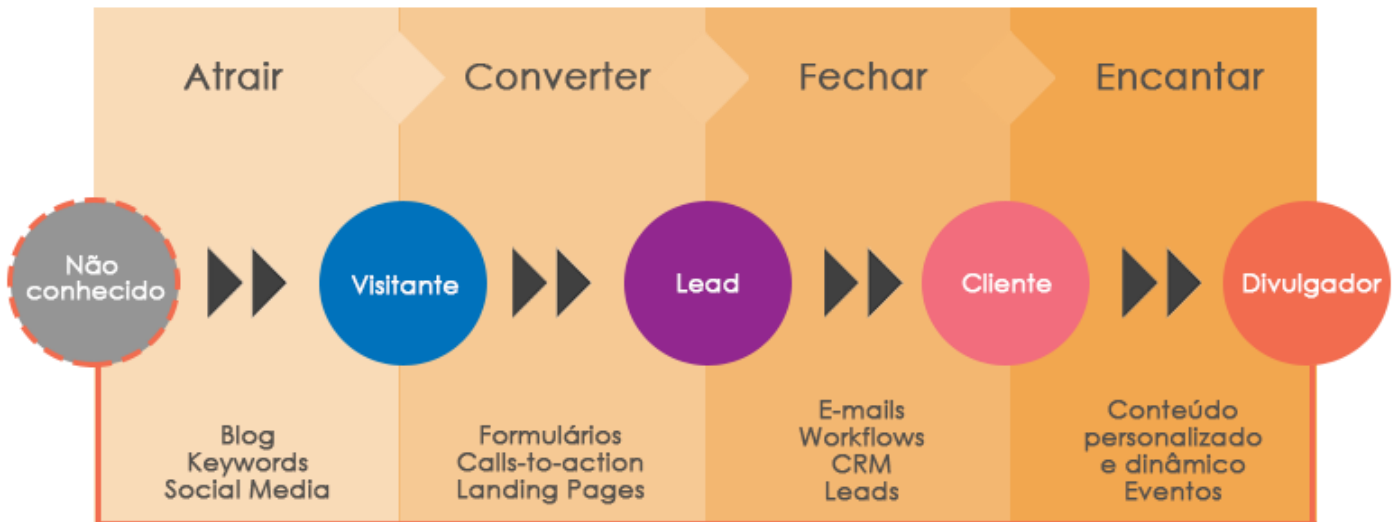 Atrair
Converter
Fechar
Encantar
Não
conhecido
Visitante
Lead
Cliente
Divulgador
Blog
Keywords
Social Media
Formulários
Calls-to-action
Landing Pages
E-mails
Workflows
CRM
Leads
Conteúdo
personalizado
e dinâmico
Eventos